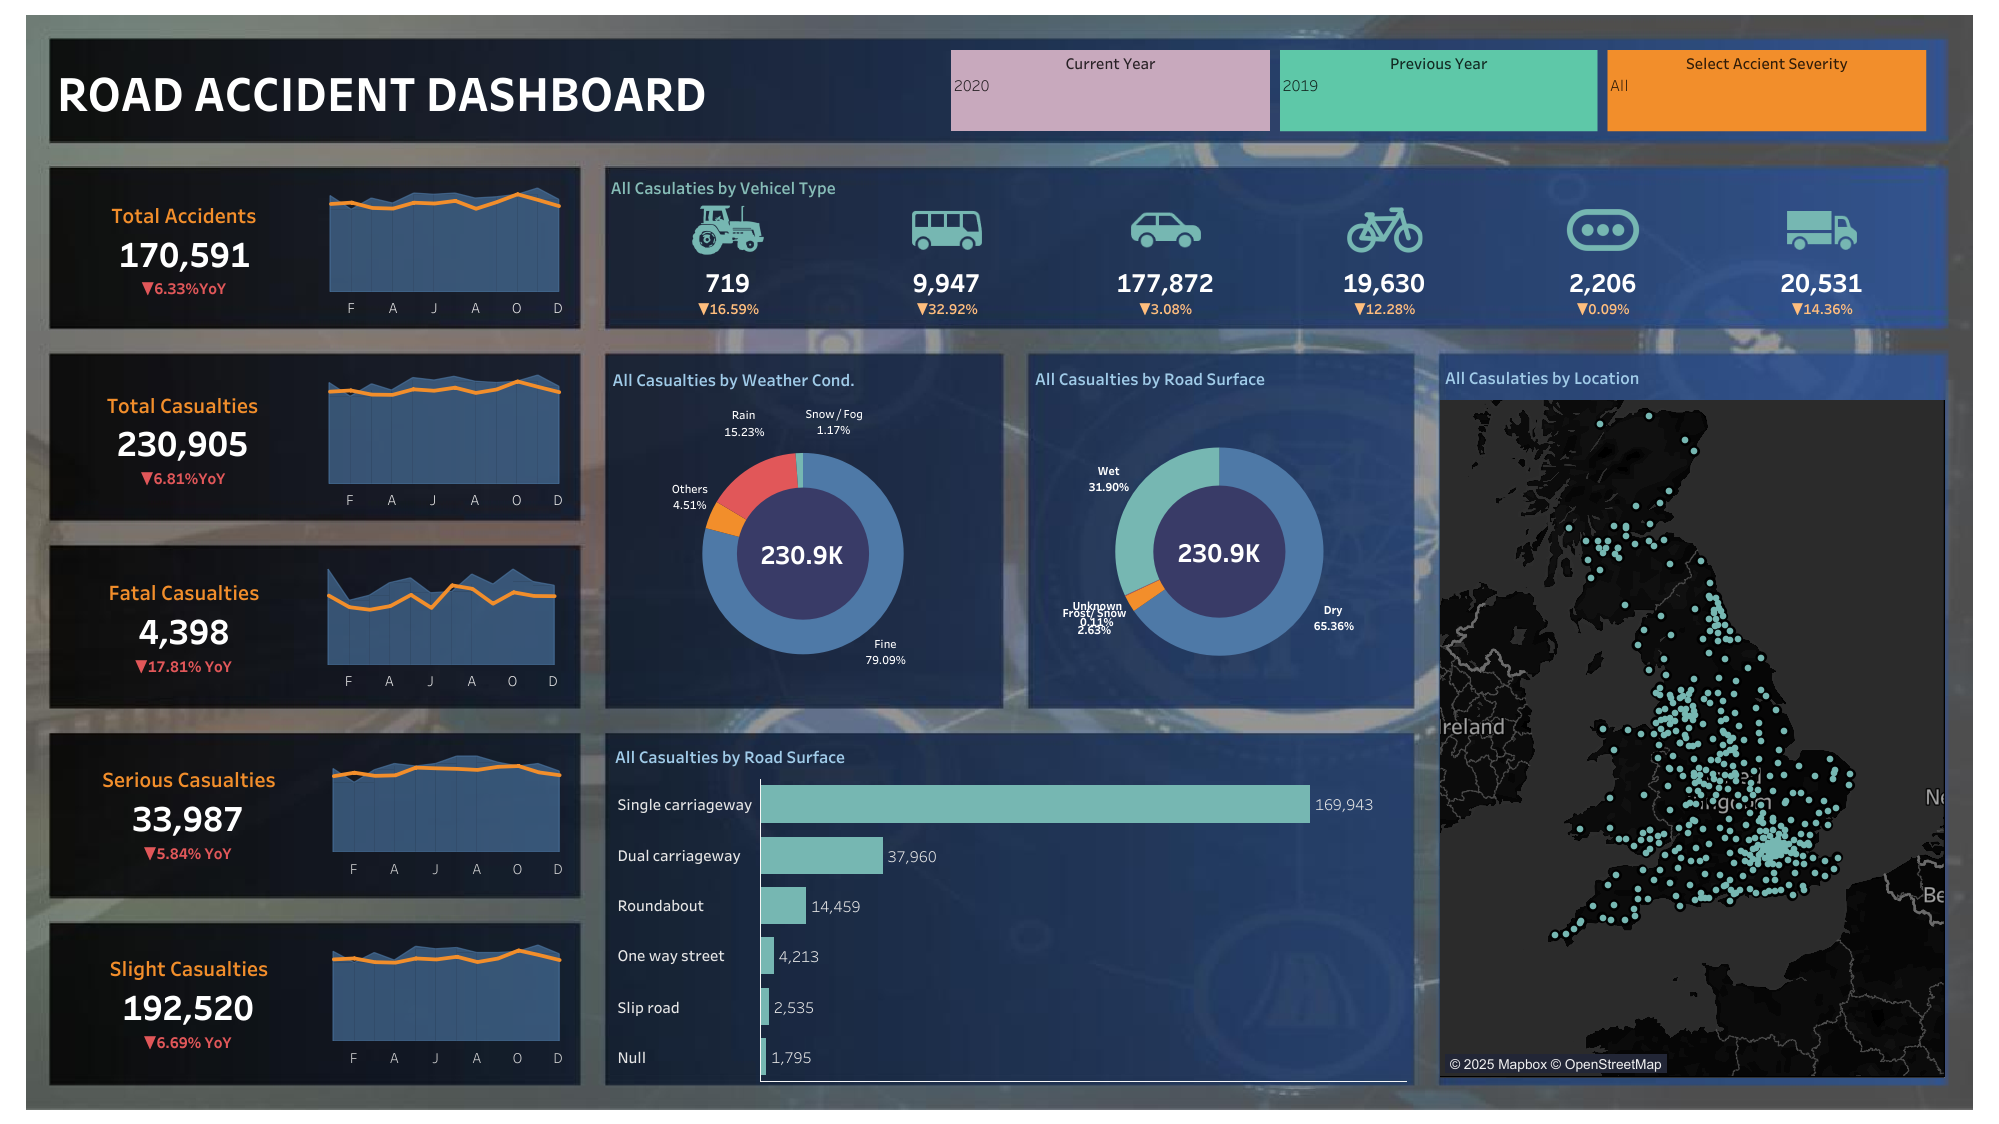 ROAD ACCIDENT DASHBOARD
Current Year
2020
Previous Year
2019
Select Accient Severity
All
Total Accidents
170,591
▼6.33%YoY
F A J A O D
All Casulaties by Vehicel Type
719
▼16.59%
9,947
▼32.92%
177,872
▼3.08%
19,630
▼12.28%
2,206
▼0.09%
20,531
▼14.36%
Total Casualties
230,905
▼6.81%YoY
F A J A O D
Fatal Casualties
4,398
▼17.81% YoY
F A J A O D
Serious Casualties
33,987
▼5.84% YoY
F A J A O D
Slight Casualties
192,520
▼6.69% YoY
F A J A O D
All Casualties by Weather Cond.
Rain
15.23%
Snow / Fog
1.17%
Others
4.51%
230.9K
Fine
79.09%
All Casualties by Road Surface
Wet
31.90%
230.9K
Unknown
0.11%
Frost/ Snow
2.63%
Dry
65.36%
All Casualties by Road Surface
Single carriageway 169,943
Dual carriageway 37,960
Roundabout 14,459
One way street 4,213
Slip road 2,535
Null 1,795
All Casulaties by Location
reland
Ne
Be
© 2025 Mapbox © OpenStreetMap